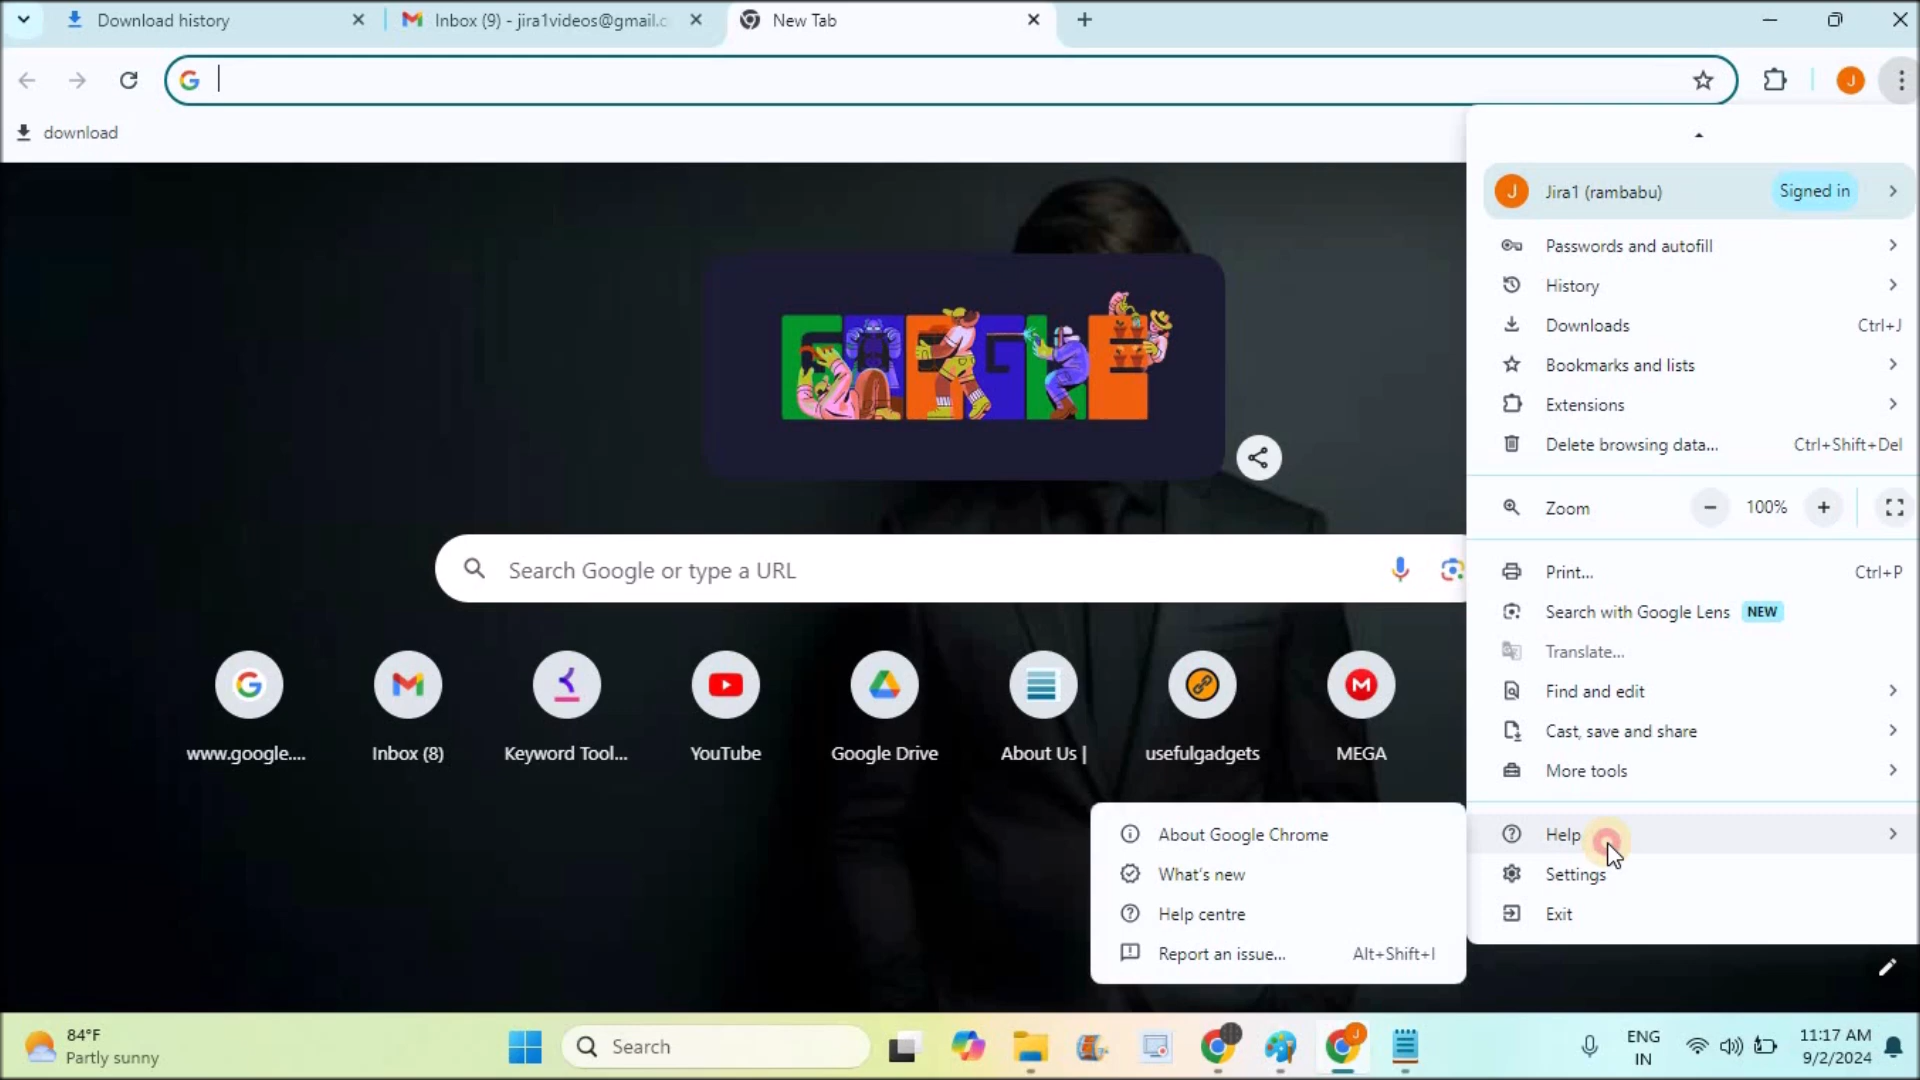 Download history
Inbox (9) - jira1videos@gmail.c
New Tab
download
J
J Jira1 (rambabu) Signed in
Passwords and autofill
History
Downloads Ctrl+J
Bookmarks and lists
Extensions
Delete browsing data... Ctrl+Shift+Del
Zoom 100%
Print... Ctrl+P
Search with Google Lens NEW
Translate...
Find and edit
Cast, save and share
More tools
Help
Settings
Exit
About Google Chrome
What's new
Help centre
Report an issue... Alt+Shift+I
Search Google or type a URL
www.google....
Inbox (8)
Keyword Tool...
YouTube
Google Drive
About Us |
usefulgadgets
MEGA
84°F
Partly sunny
Search
ENG
IN
11:17 AM
9/2/2024